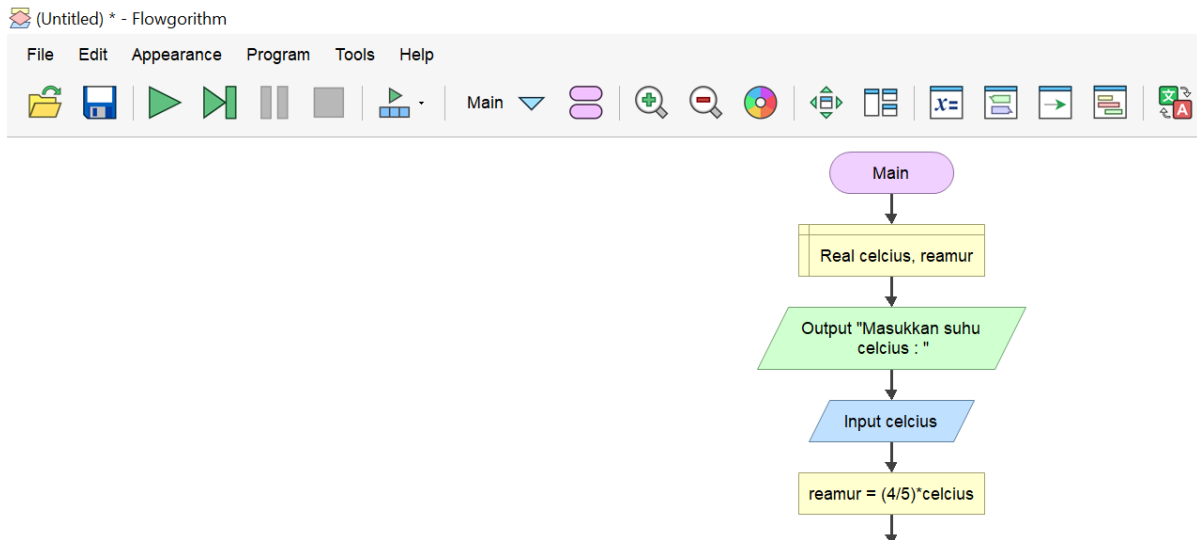 (Untitled) * - Flowgorithm
File Edit Appearance Program Tools Help
Main
x=
文
A
Main
Real celcius, reamur
Output "Masukkan suhu
celcius : "
Input celcius
reamur = (4/5)*celcius